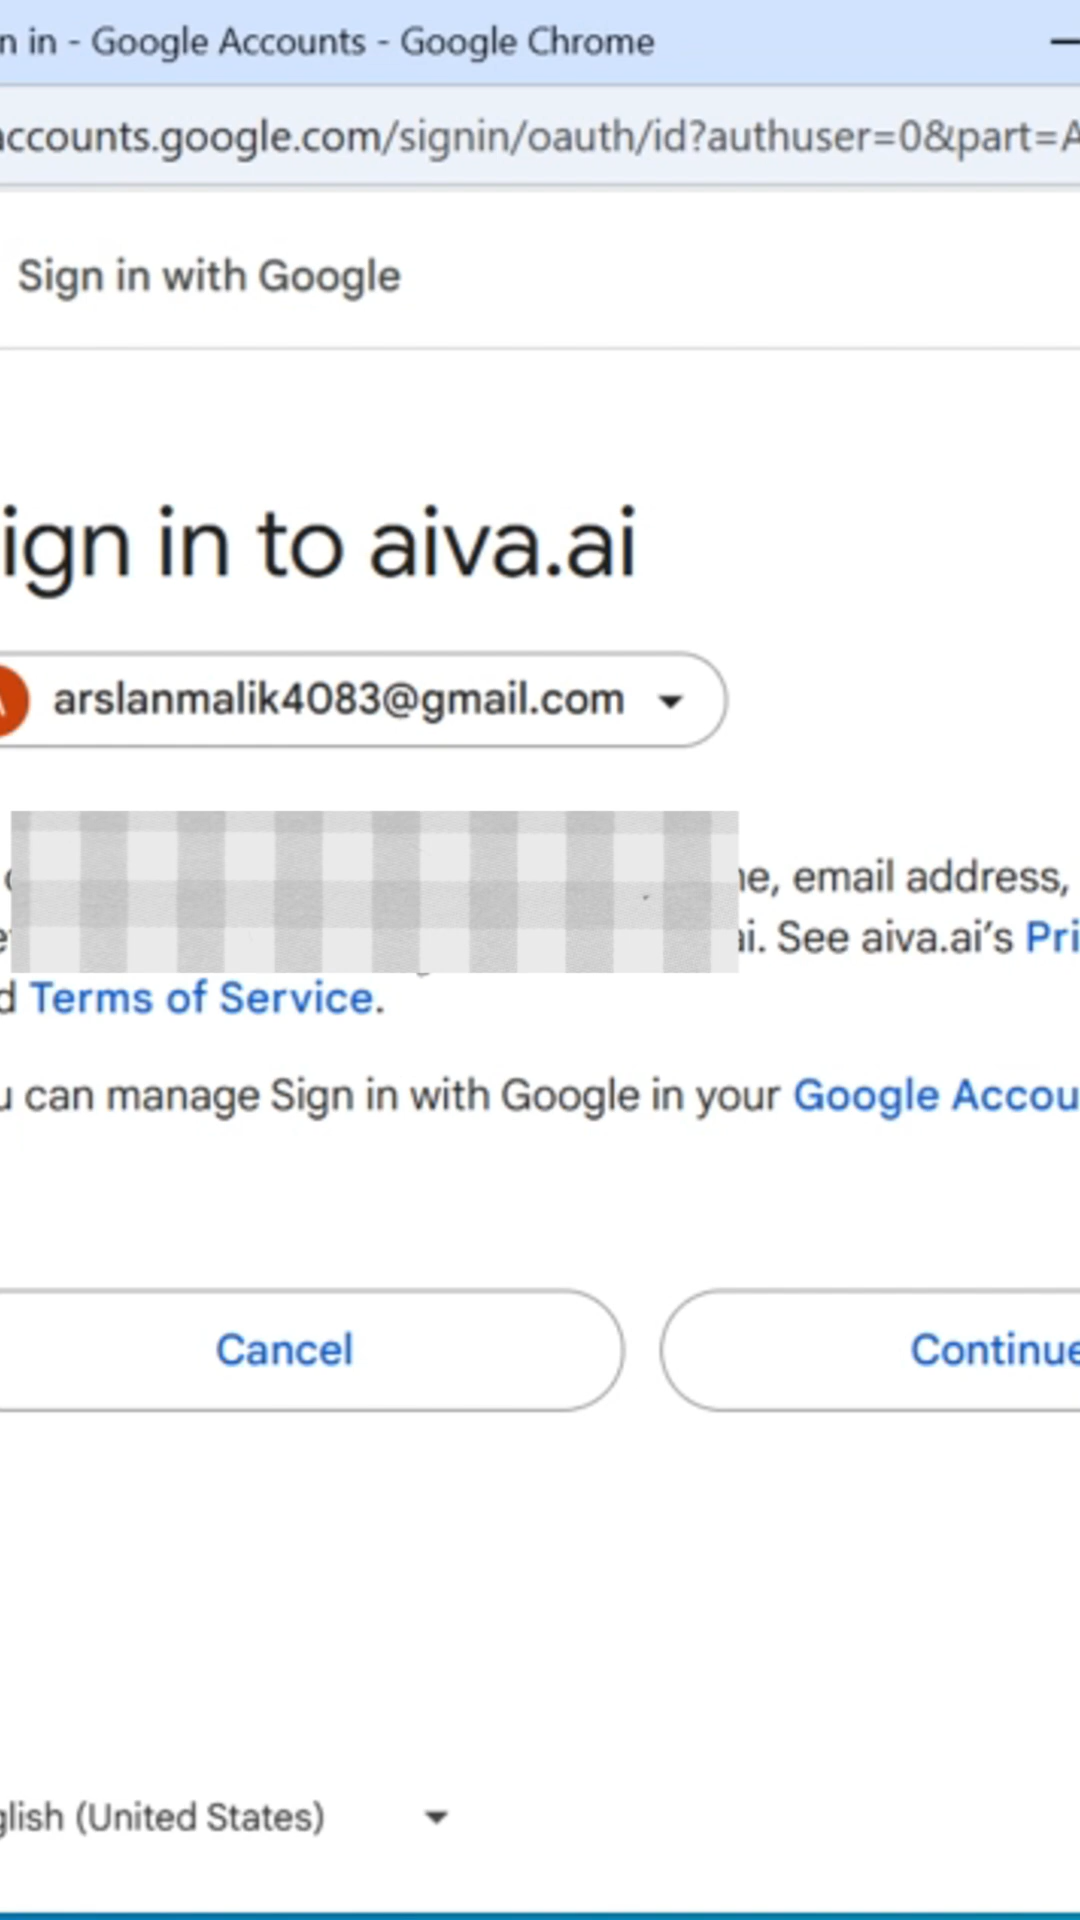 n in - Google Accounts - Google Chrome
accounts.google.com/signin/oauth/id?authuser=0&part=A
Sign in with Google
ign in to aiva.ai
arslanmalik4083@gmail.com
e, email address,
ai. See aiva.ai’s Pri
d Terms of Service.
u can manage Sign in with Google in your Google Accou
Cancel
Continue
glish (United States)